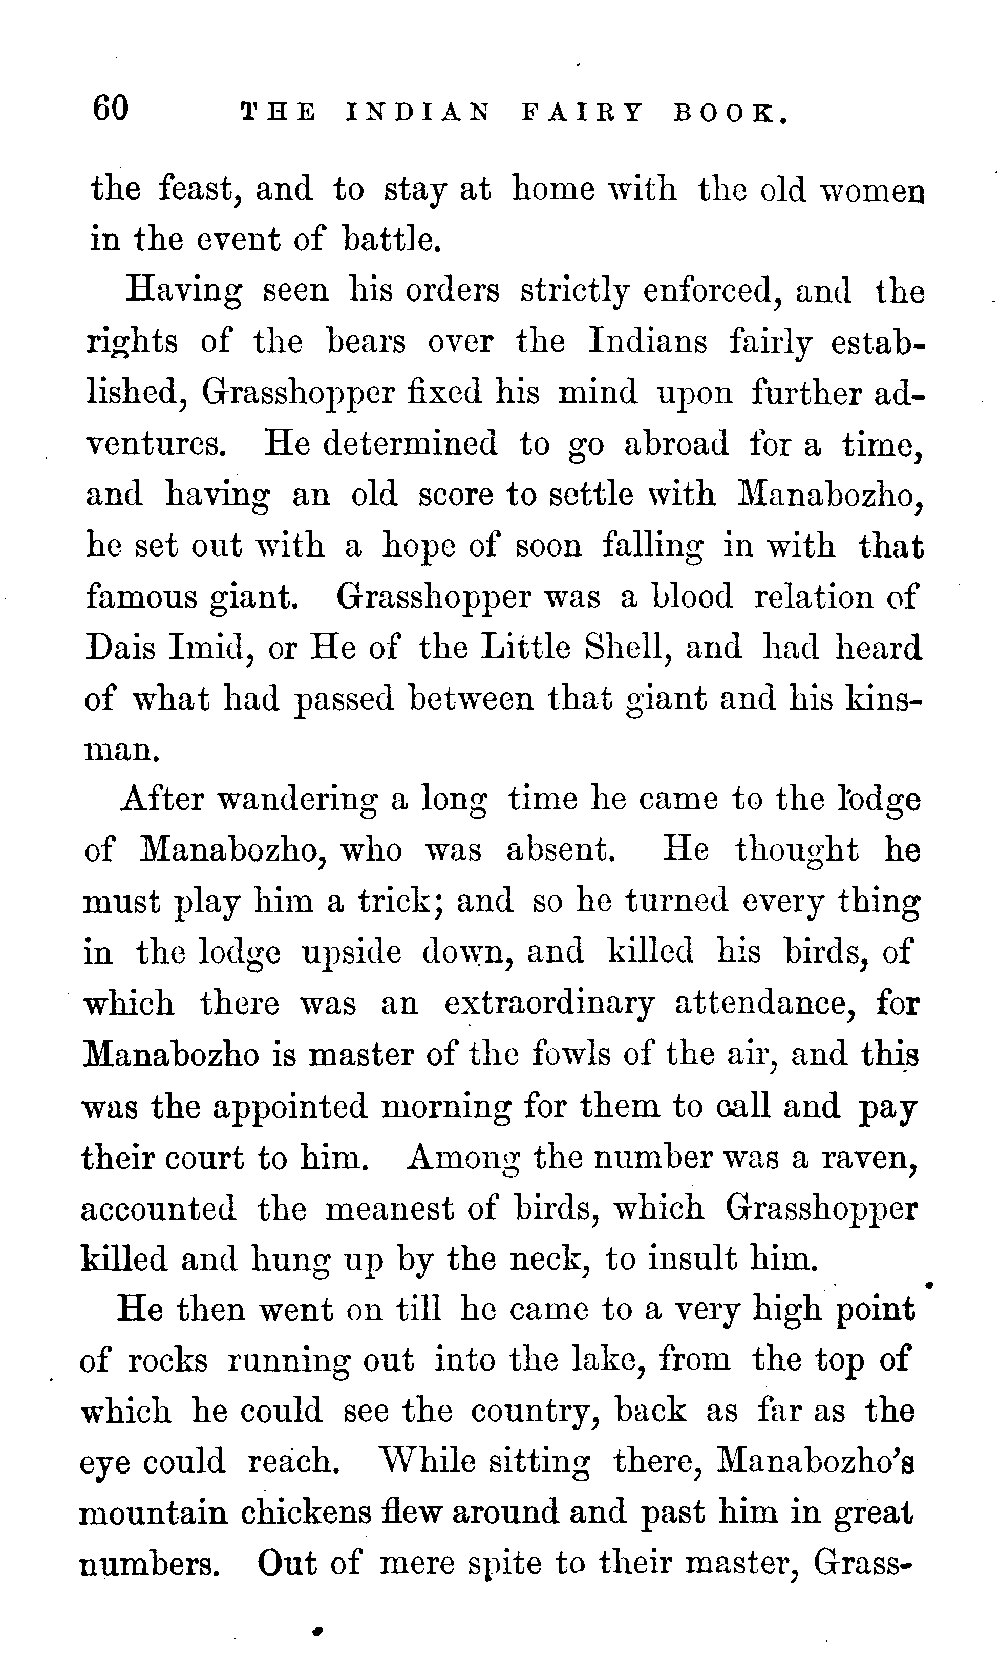 60 THE INDIAN FAIRY BOOK.
the feast, and to stay at home with the old women
in the event of battle.
Having seen his orders strictly enforced, and the
rights of the bears over the Indians fairly estab-
lished, Grasshopper fixed his mind upon further ad-
ventures. He determined to go abroad for a time,
and having an old score to settle with Manabozho,
he set out with a hope of soon falling in with that
famous giant. Grasshopper was a blood relation of
Dais Imid, or He of the Little Shell, and had heard
of what had passed between that giant and his kins-
man.
After wandering a long time he came to the lodge
of Manabozho, who was absent. He thought he
must play him a trick; and so he turned every thing
in the lodge upside down, and killed his birds, of
which there was an extraordinary attendance, for
Manabozho is master of the fowls of the air, and this
was the appointed morning for them to call and pay
their court to him. Among the number was a raven,
accounted the meanest of birds, which Grasshopper
killed and hung up by the neck, to insult him.
He then went on till he came to a very high point
of rocks running out into the lake, from the top of
which he could see the country, back as far as the
eye could reach. While sitting there, Manabozho's
mountain chickens flew around and past him in great
numbers. Out of mere spite to their master, Grass-